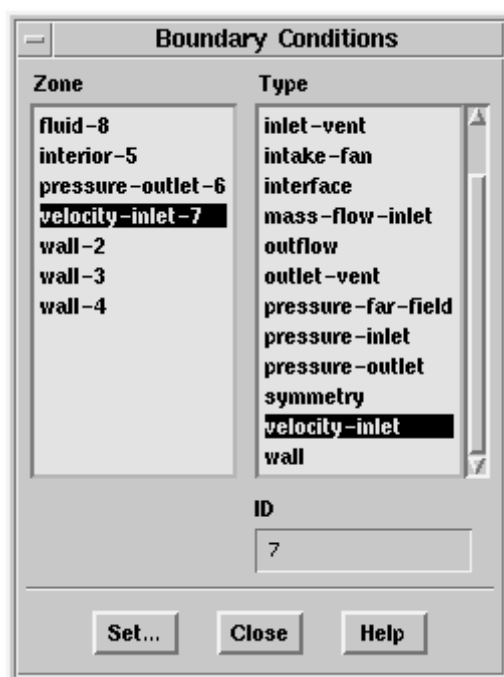 Boundary Conditions
Zone
fluid-8
interior-5
pressure-outlet-6
velocity-inlet-7
wall-2
wall-3
wall-4
Type
inlet-vent
intake-fan
interface
mass-flow-inlet
outflow
outlet-vent
pressure-far-field
pressure-inlet
pressure-outlet
symmetry
velocity-inlet
wall
ID
7
Set... Close Help